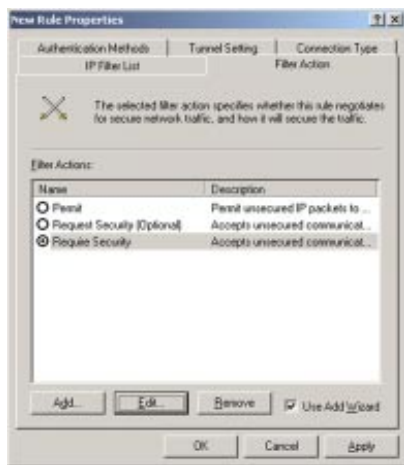 New Rule Properties
Authentication Methods
Tunnel Setting
Connection Type
IP Filter List
Filter Action
The selected filter action specifies whether this rule negotiates
for secure network traffic, and how it will secure the traffic.
Filter Actions:
Name
Description
Permit
Permit unsecured IP packets to ...
Request Security (Optional)
Accepts unsecured communicat...
Require Security
Accepts unsecured communicat...
Add...
Edit...
Remove
Use Add Wizard
OK
Cancel
Apply